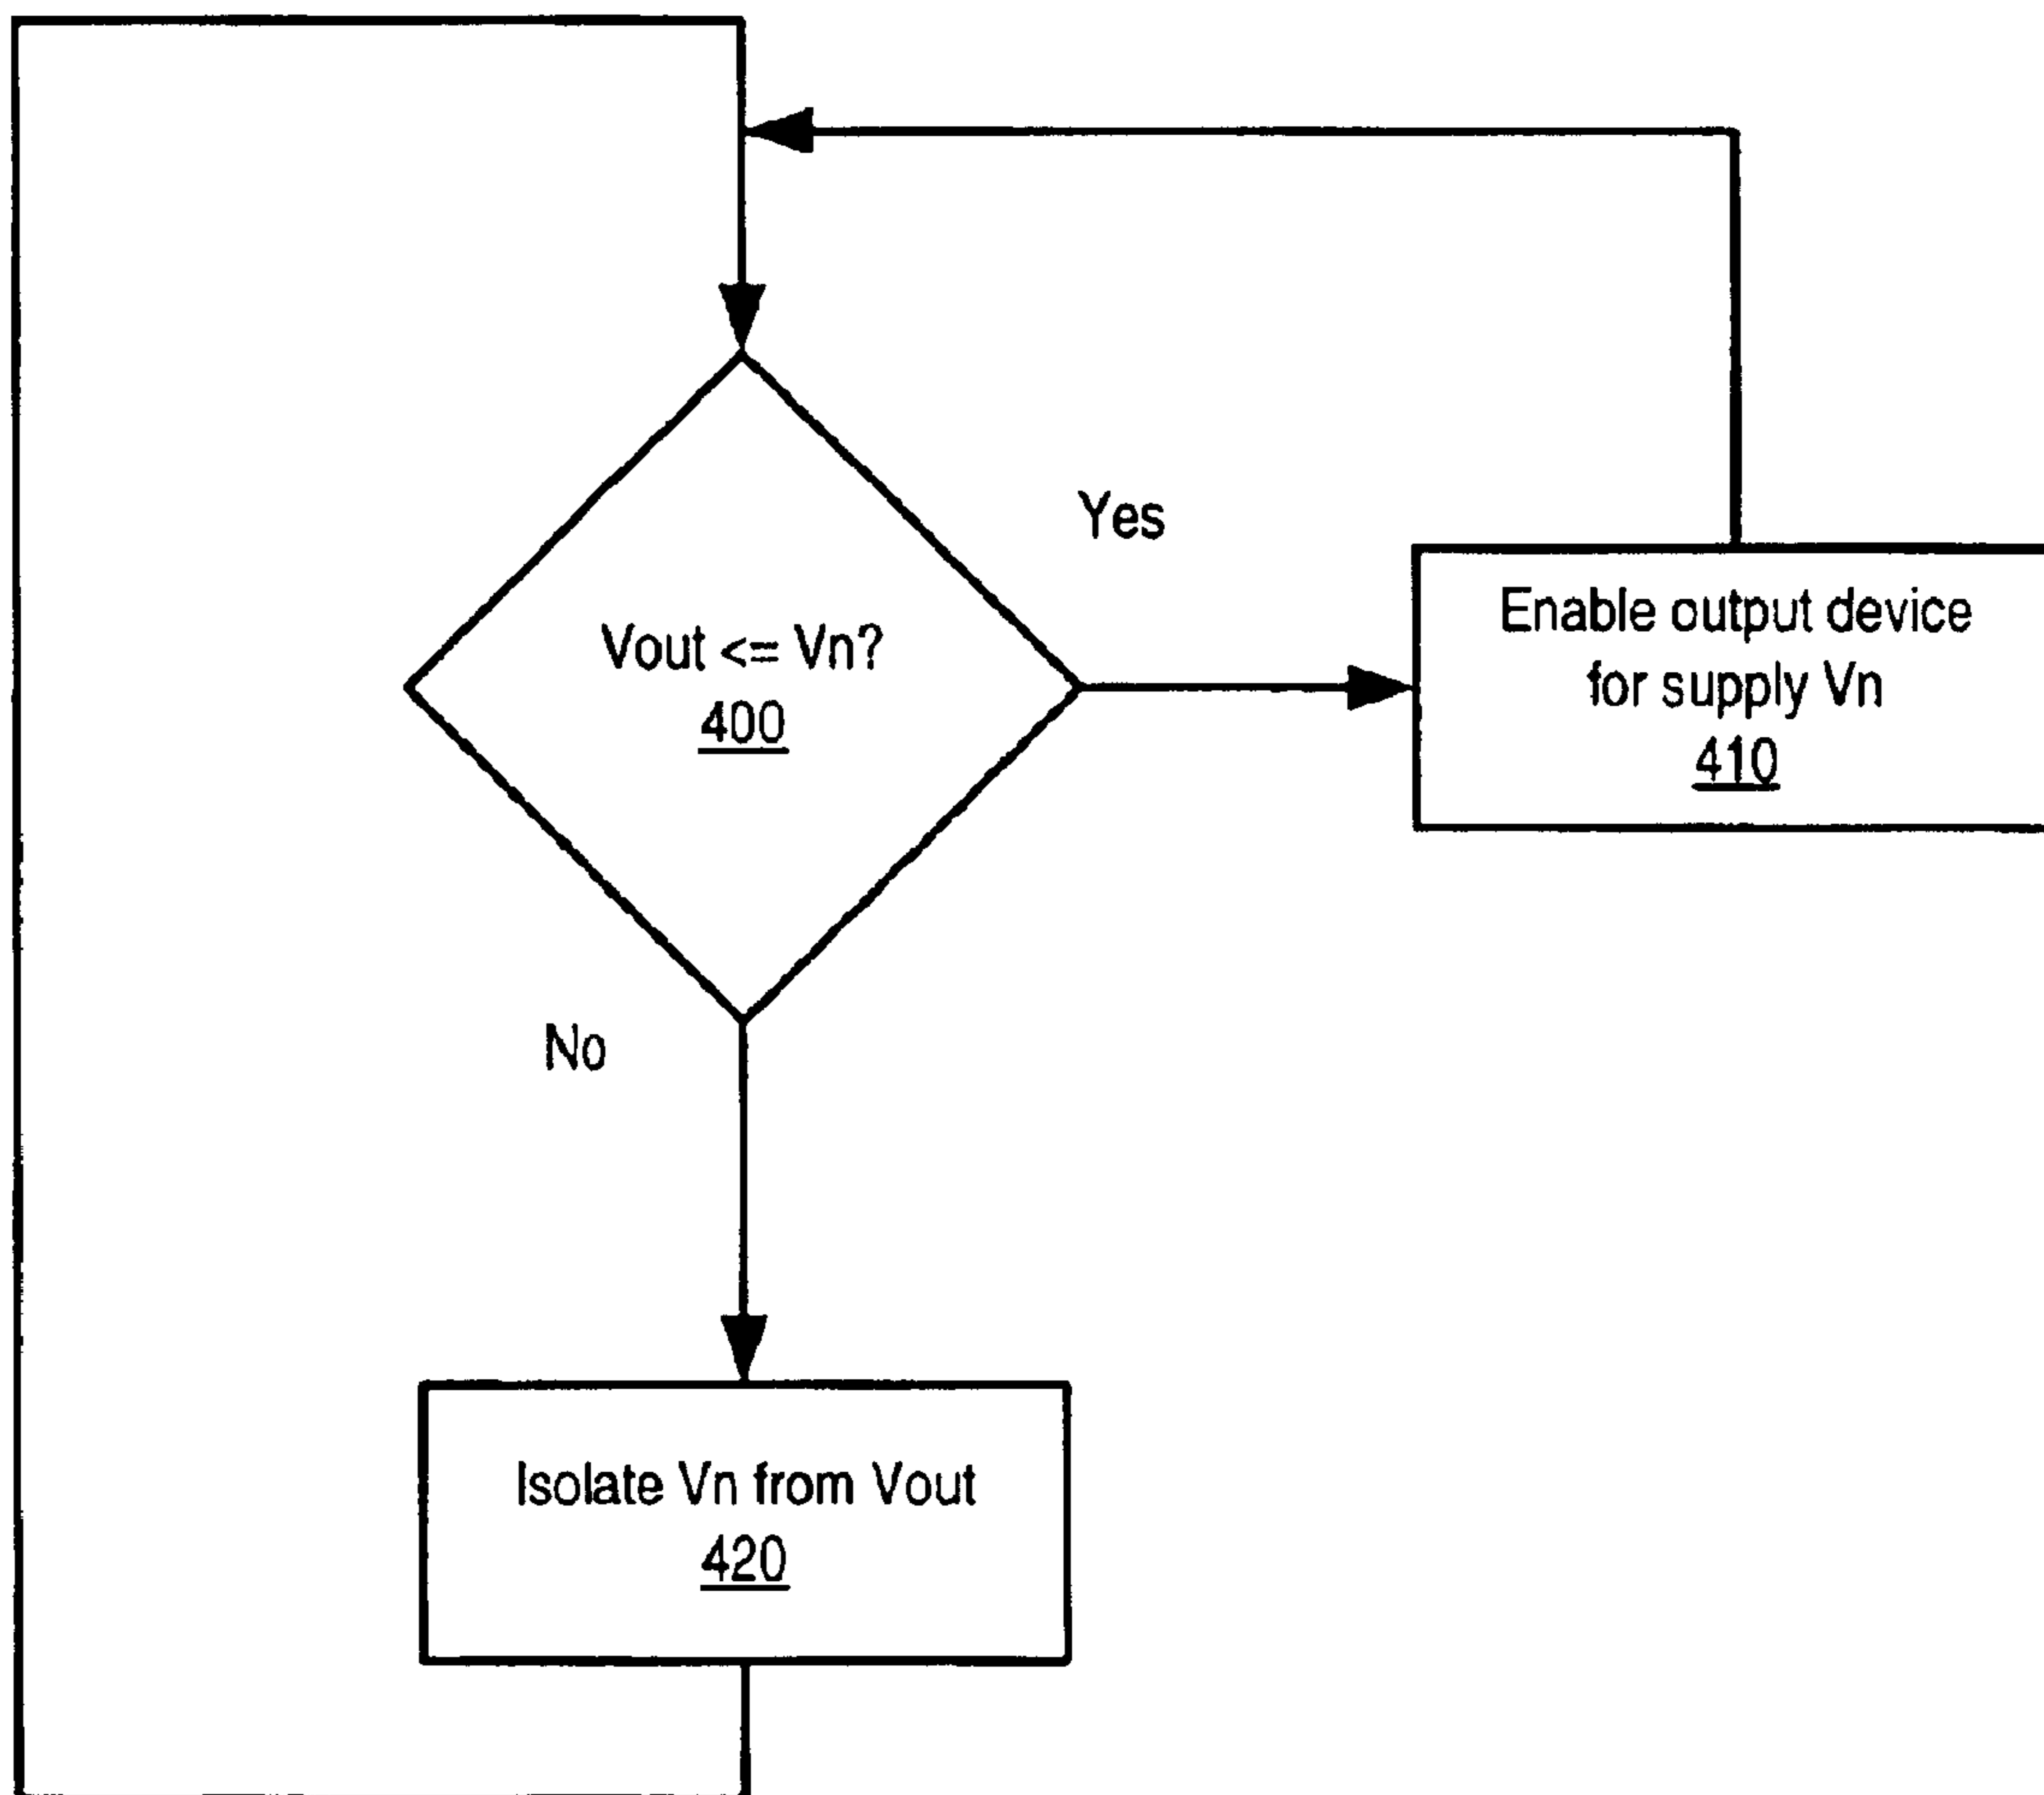 Yes
Vout <= Vn?
400
Enable output device
for supply Vn
410
No
Isolate Vn from Vout
420